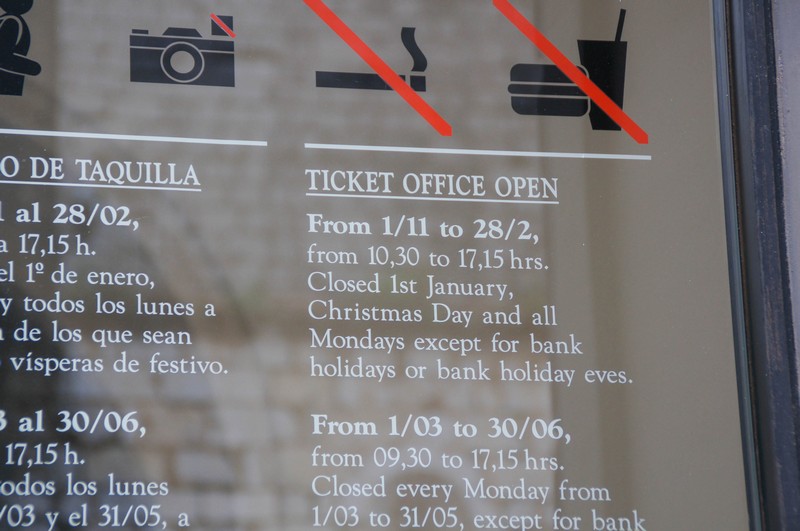 O DE TAQUILLA
al 28/02,
a 17,15 h.
el 1º de enero,
y todos los lunes a
de los que sean
vísperas de festivo.
al 30/06,
17,15 h.
todos los lunes
/03 y el 31/05, a
TICKET OFFICE OPEN
From 1/11 to 28/2,
from 10,30 to 17,15 hrs.
Closed 1st January,
Christmas Day and all
Mondays except for bank
holidays or bank holiday eves.
From 1/03 to 30/06,
from 09,30 to 17,15 hrs.
Closed every Monday from
1/03 to 31/05, except for bank